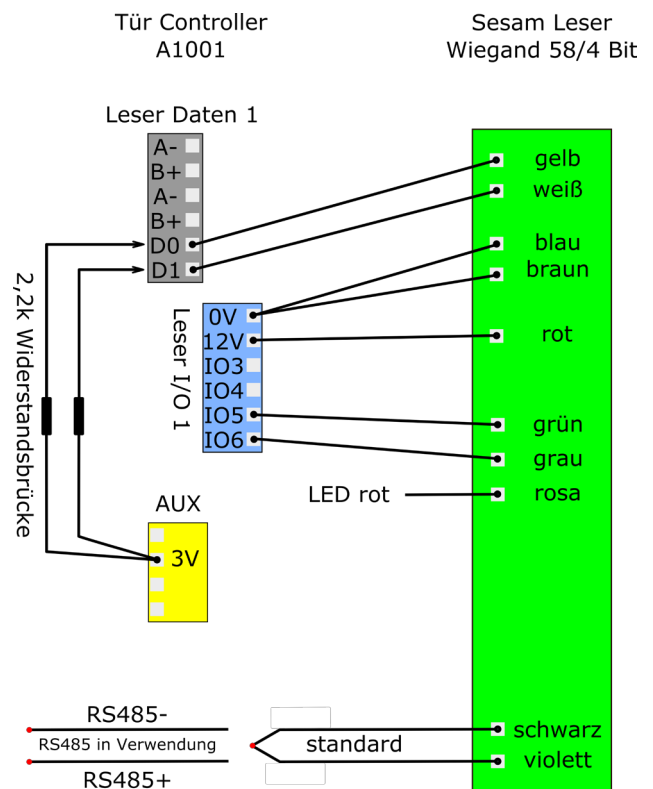 Tür Controller
A1001
Sesam Leser
Wiegand 58/4 Bit
Leser Daten 1
A-
B+
A-
B+
D0
D1
gelb
weiß
blau
braun
rot
grün
grau
rosa
schwarz
violett
2,2k Widerstandsbrücke
Leser I/O 1
0V
12V
IO3
IO4
IO5
IO6
LED rot
AUX
3V
RS485-
RS485 in Verwendung
RS485+
standard